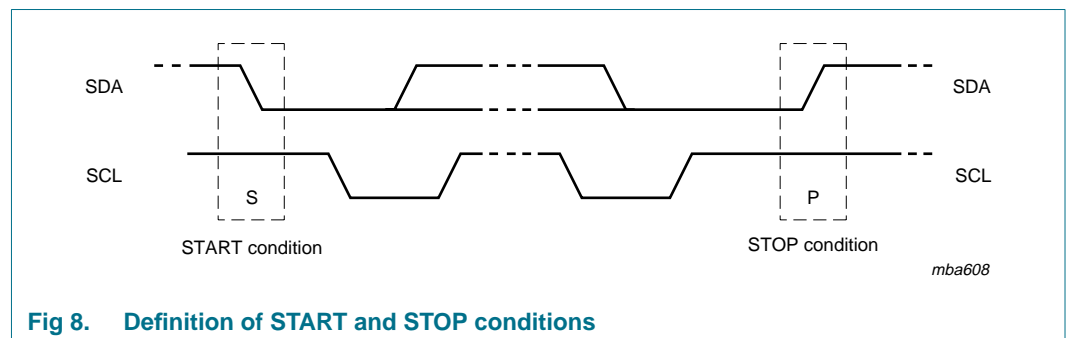 SDA
SDA
SCL
SCL
S
P
START condition
STOP condition
mba608
Fig 8. Definition of START and STOP conditions